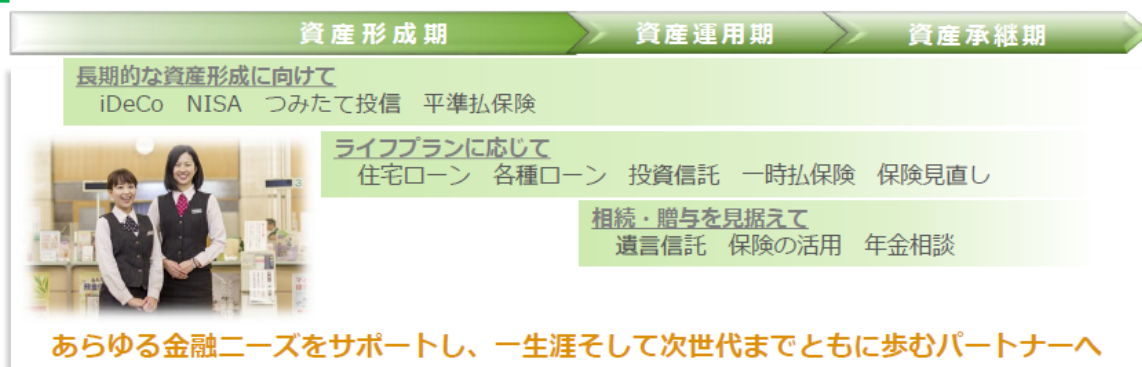 資産形成期 資産運用期 資産承継期
長期的な資産形成に向けて
iDeCo NISA つみたて投信 平準払保険
ライフプランに応じて
住宅ローン 各種ローン 投資信託 一時払保険 保険見直し
相続・贈与を見据えて
遺言信託 保険の活用 年金相談
あらゆる金融ニーズをサポートし、一生涯そして次世代までともに歩むパートナーへ